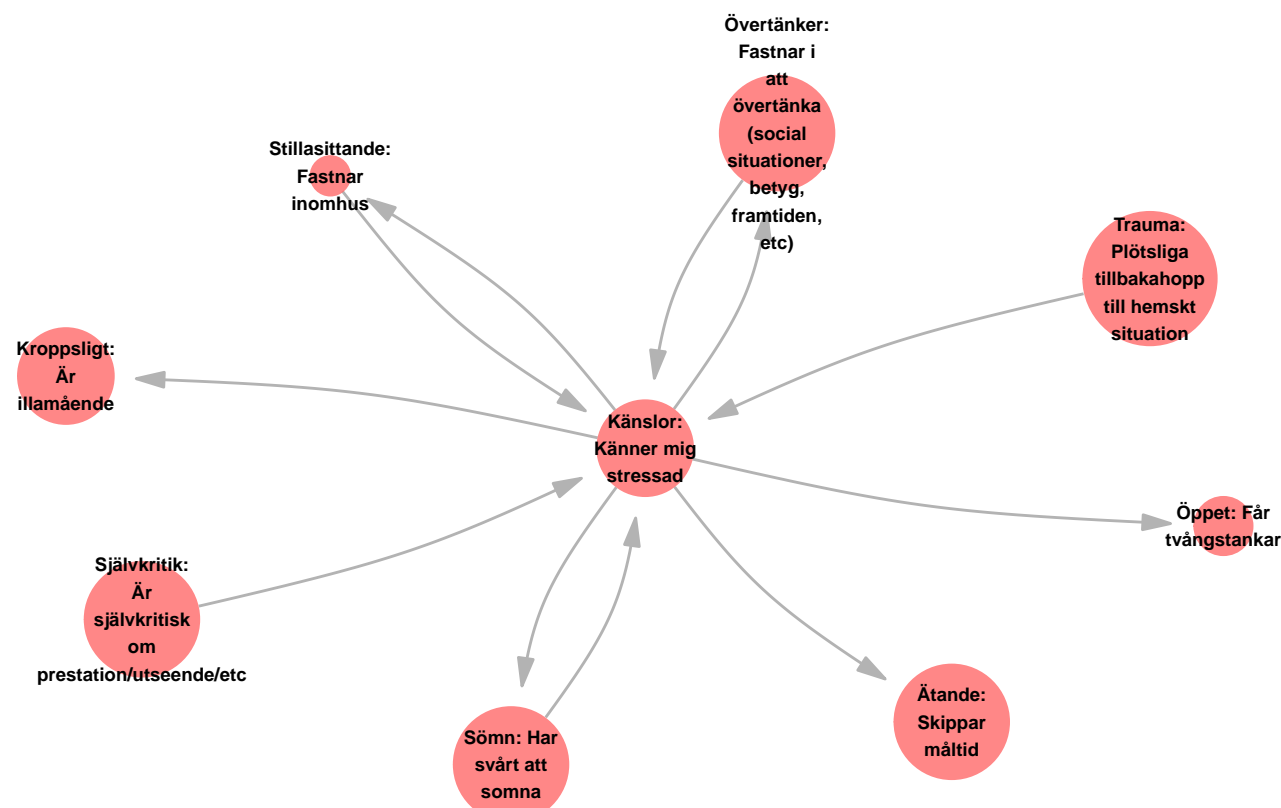 Övertänker:
Fastnar i
att
övertänka
(social
situationer,
betyg,
framtiden,
etc)
Stillasittande:
Fastnar
inomhus
Trauma:
Plötsliga
tillbakahopp
till hemskt
situation
Kroppsligt:
Är
illamående
Känslor:
Känner mig
stressad
Öppet: Får
tvångstankar
Självkritik:
Är
självkritisk
om
prestation/utseende/etc
Ätande:
Skippar
måltid
Sömn: Har
svårt att
somna